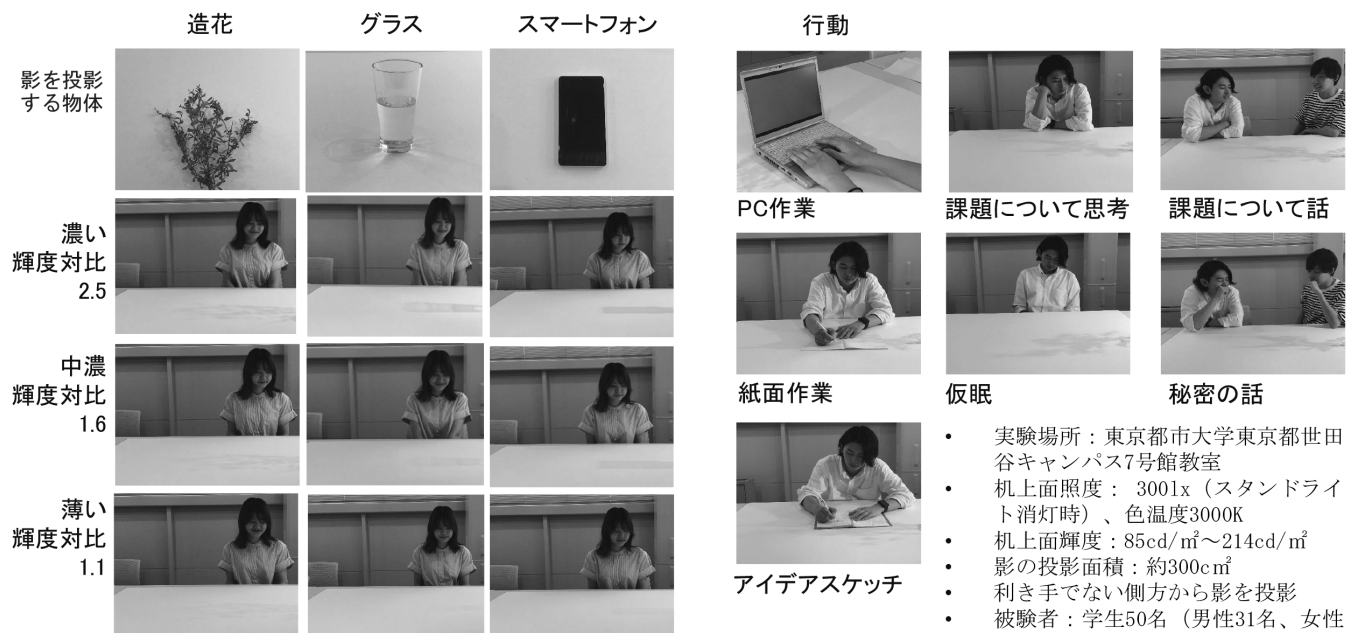 造花
グラス
スマートフォン
影を投影
する物体
濃い
輝度対比
2.5
中濃
輝度対比
1.6
薄い
輝度対比
1.1
行動
PC作業
課題について思考
課題について話
紙面作業
仮眠
秘密の話
アイデアスケッチ
• 実験場所：東京都市大学東京都世田
谷キャンパス7号館教室
• 机上面照度： 300lx（スタンドライ
ト消灯時）、色温度3000K
• 机上面輝度：85cd/㎡～214cd/㎡
• 影の投影面積：約300c㎡
• 利き手でない側方から影を投影
• 被験者：学生50名（男性31名、女性